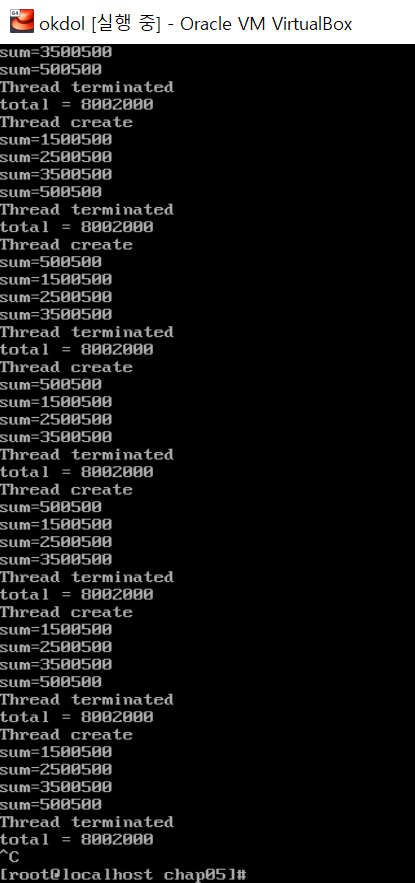 okdol [실행 중] - Oracle VM VirtualBox
sum=3500500
sum=500500
Thread terminated
total = 8002000
Thread create
sum=1500500
sum=2500500
sum=3500500
sum=500500
Thread terminated
total = 8002000
Thread create
sum=500500
sum=1500500
sum=2500500
sum=3500500
Thread terminated
total = 8002000
Thread create
sum=500500
sum=1500500
sum=2500500
sum=3500500
Thread terminated
total = 8002000
Thread create
sum=500500
sum=1500500
sum=2500500
sum=3500500
Thread terminated
total = 8002000
Thread create
sum=1500500
sum=2500500
sum=3500500
sum=500500
Thread terminated
total = 8002000
Thread create
sum=1500500
sum=2500500
sum=3500500
sum=500500
Thread terminated
total = 8002000
^C
[root@localhost chap05]#